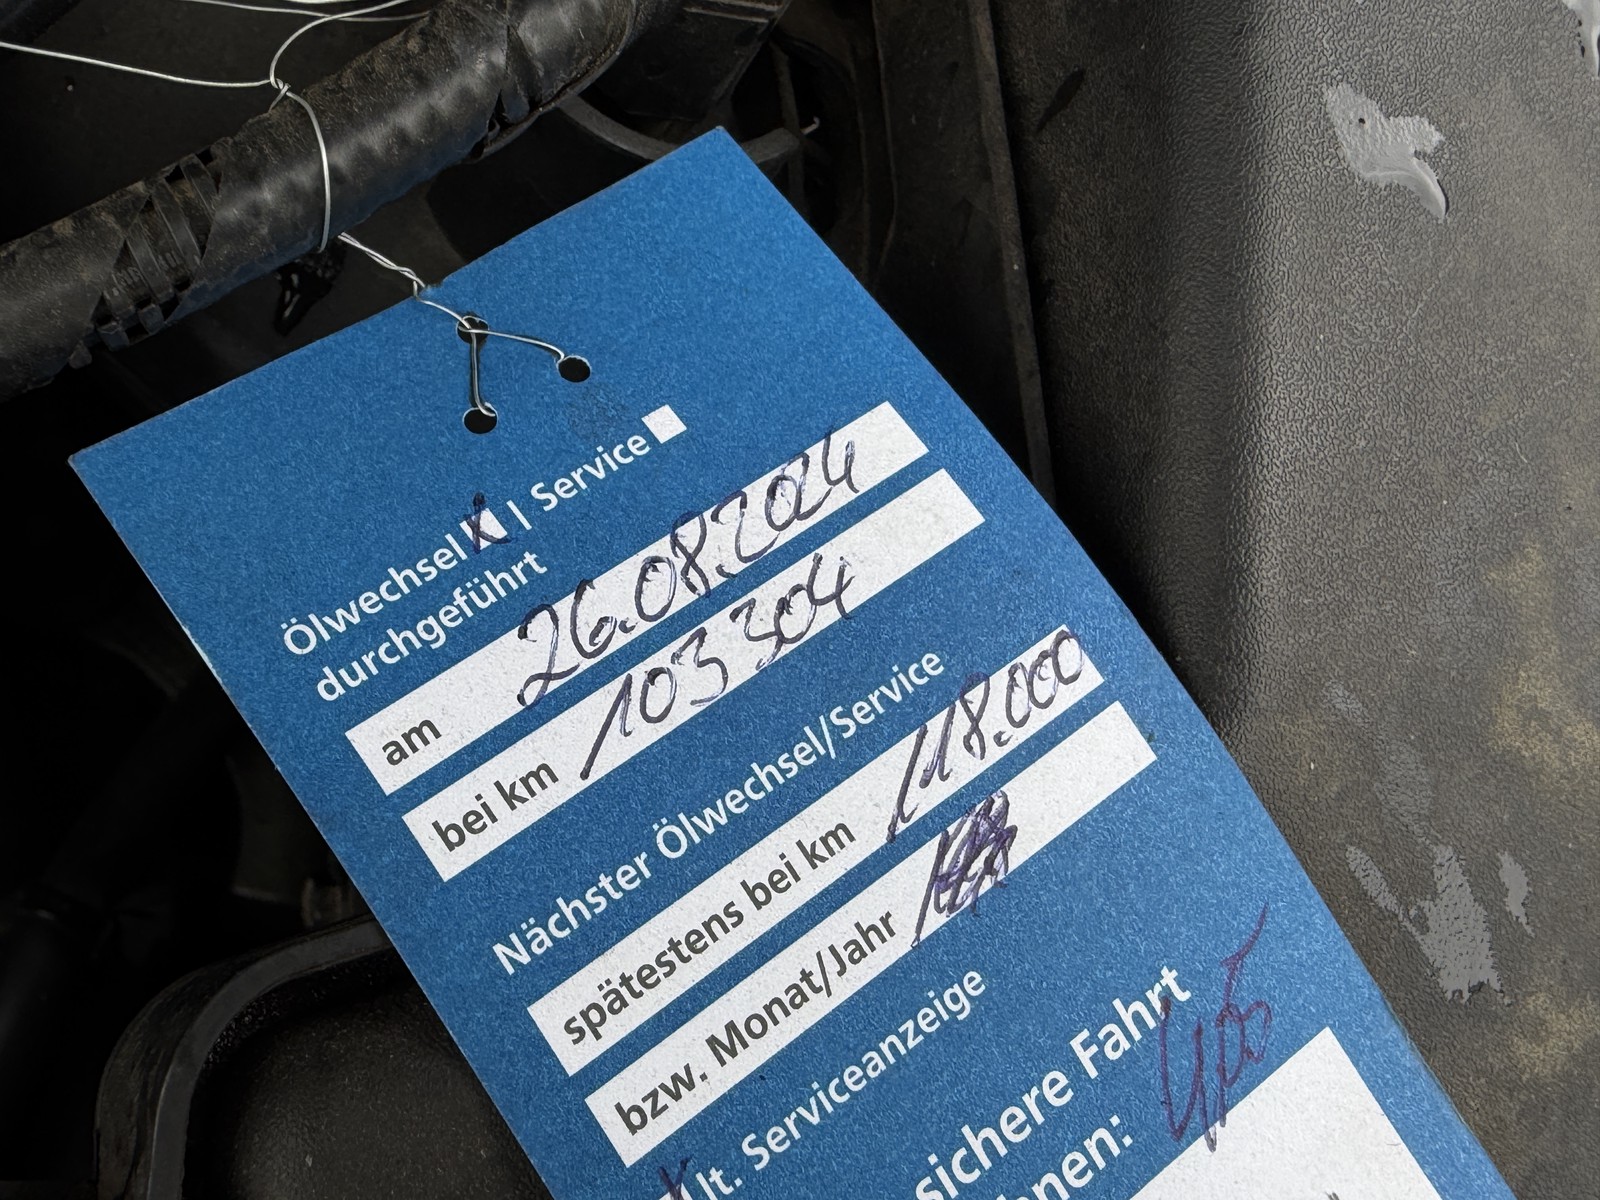 Ölwechsel x | Service
durchgeführt
am 26.08.2024
bei km 103 304
Nächster Ölwechsel/Service
spätestens bei km 118.000
bzw. Monat/Jahr
x lt. Serviceanzeige
sichere Fahrt